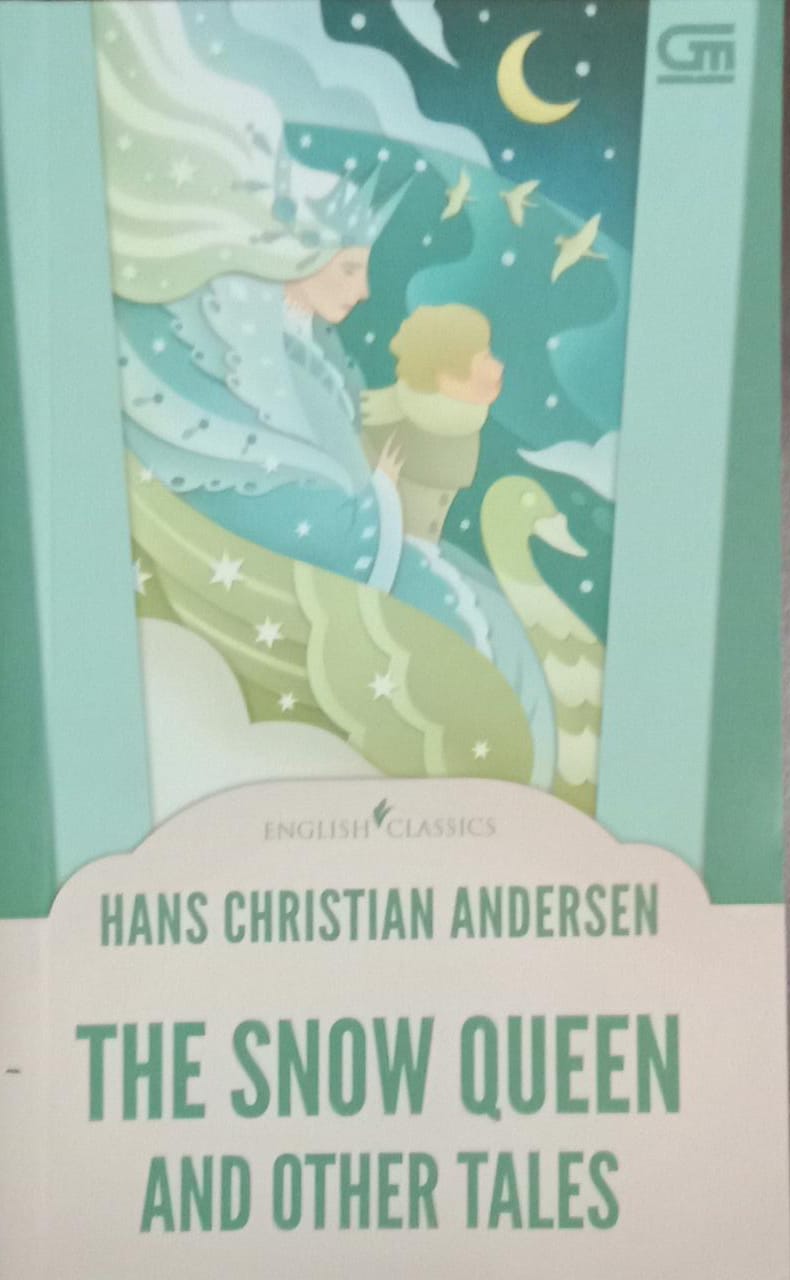 GM
ENGLISH CLASSICS
HANS CHRISTIAN ANDERSEN
THE SNOW QUEEN
AND OTHER TALES